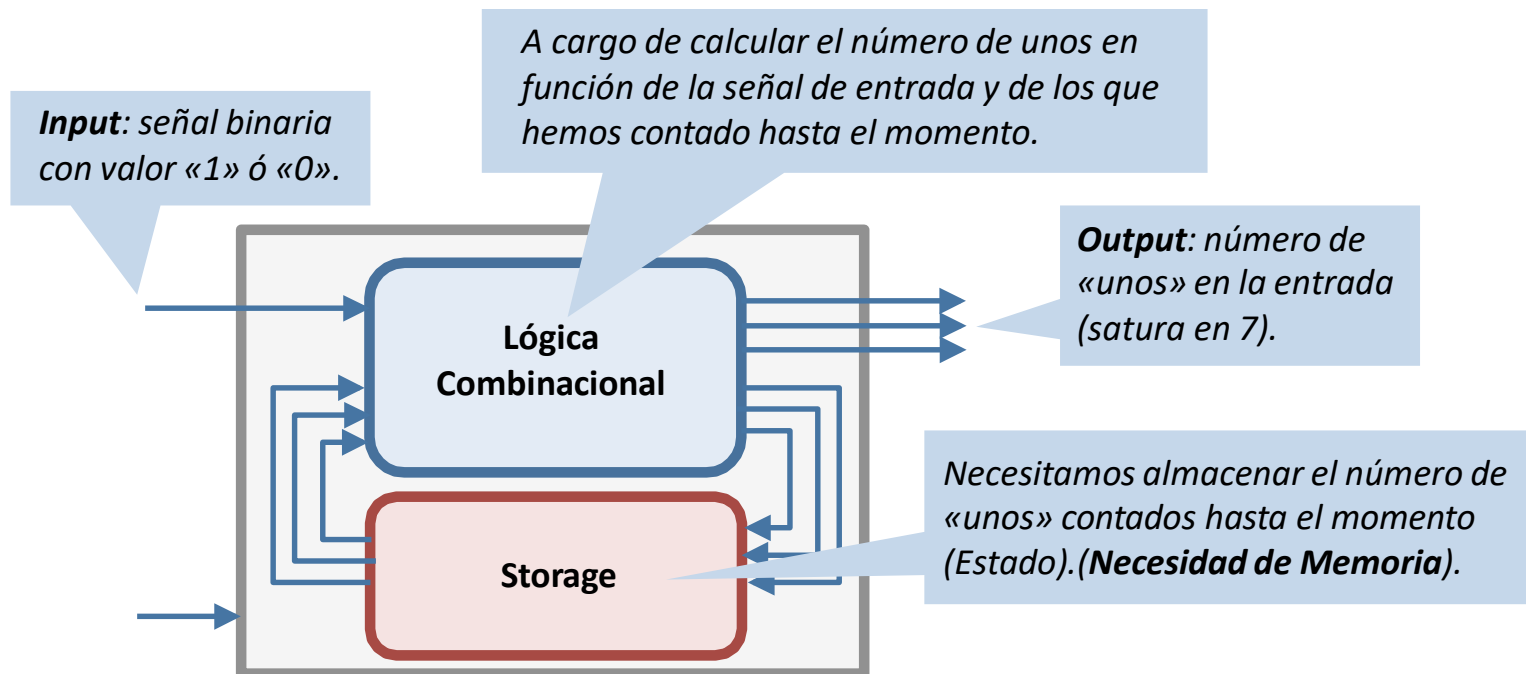 A cargo de calcular el número de unos en
función de la señal de entrada y de los que
hemos contado hasta el momento.
Input: señal binaria
con valor «1» ó «0».
Output: número de
«unos» en la entrada
(satura en 7).
Lógica
Combinacional
Necesitamos almacenar el número de
«unos» contados hasta el momento
(Estado).(Necesidad de Memoria).
Storage